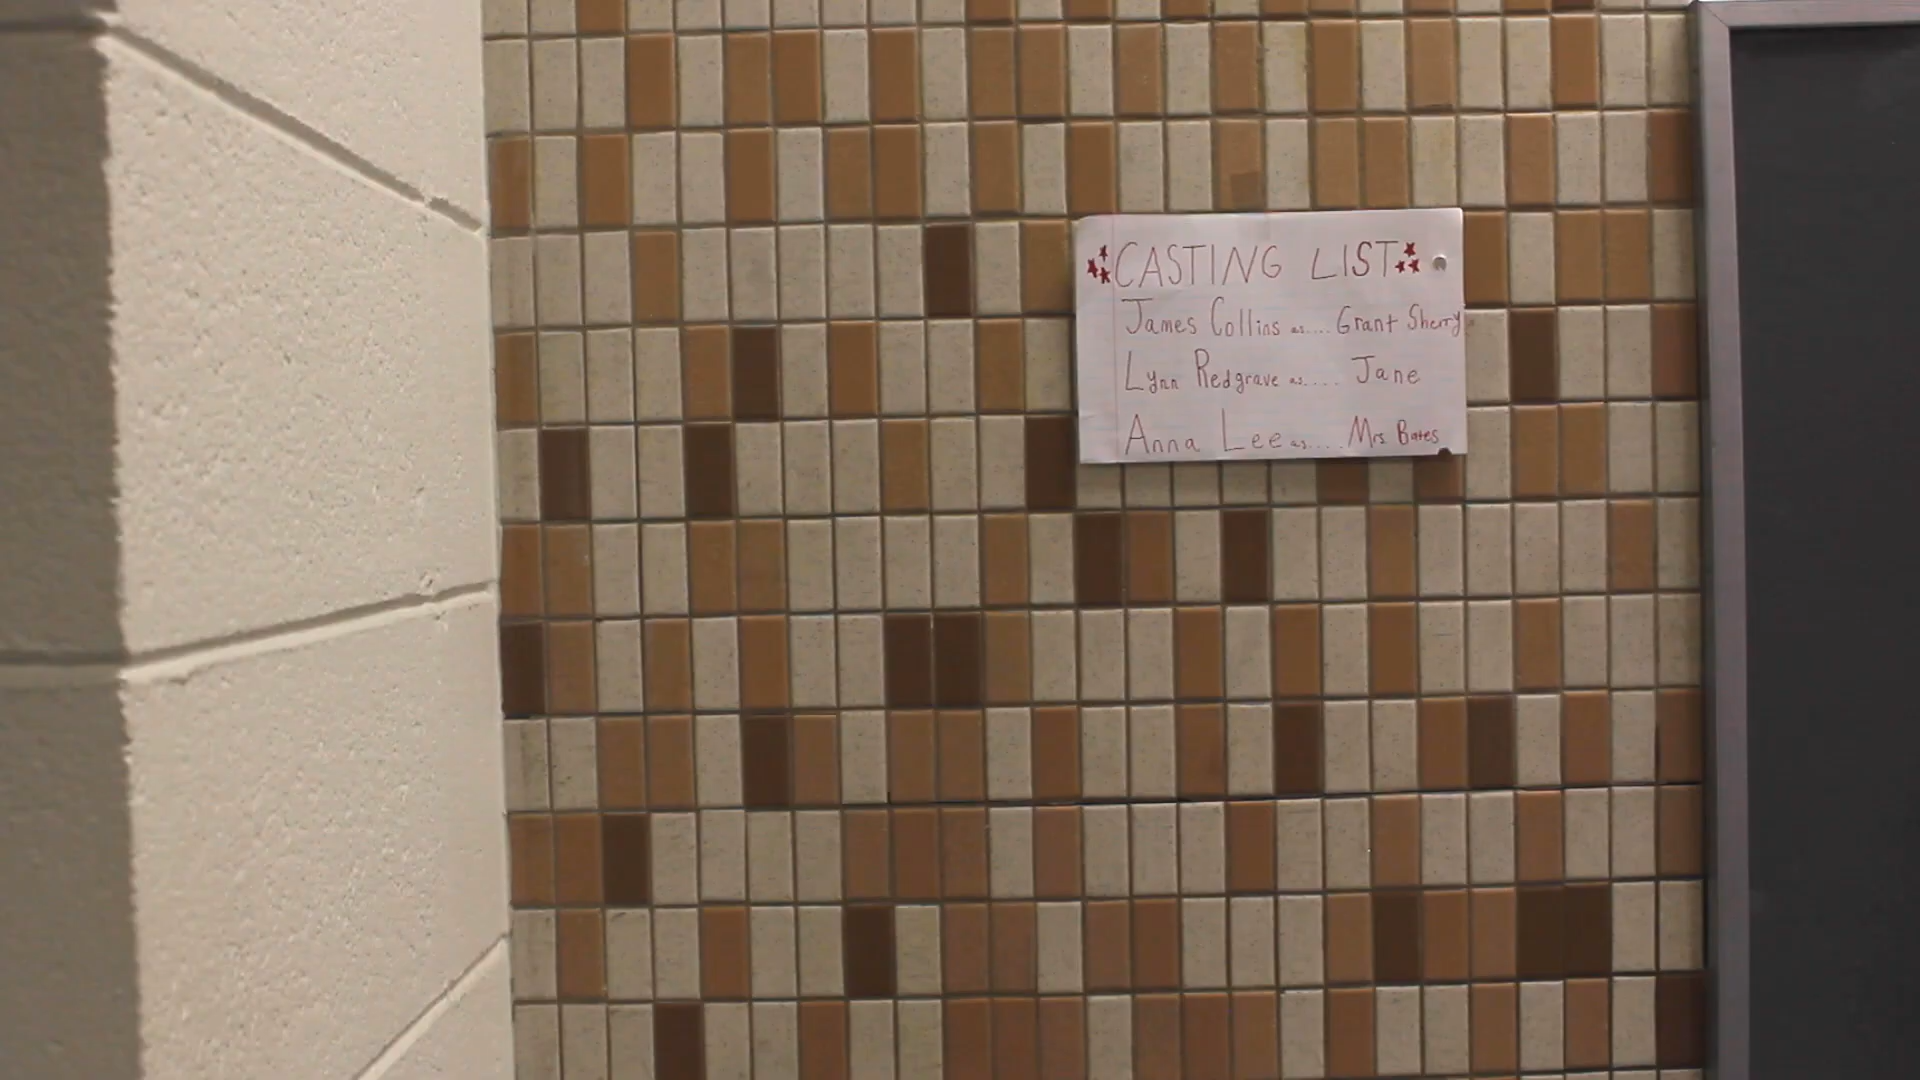 CASTING LIST
James Collins as.... Grant Sherry
Lynn Redgrave as..... Jane
Anna Lee as.... Mrs. Bates